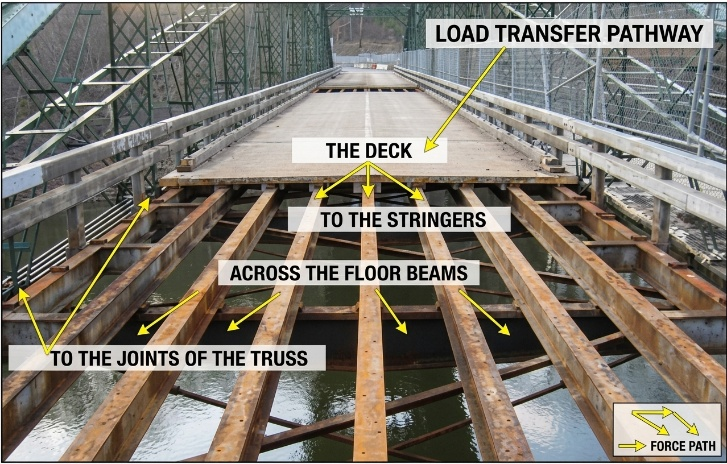 LOAD TRANSFER PATHWAY
THE DECK
TO THE STRINGERS
ACROSS THE FLOOR BEAMS
TO THE JOINTS OF THE TRUSS
FORCE PATH